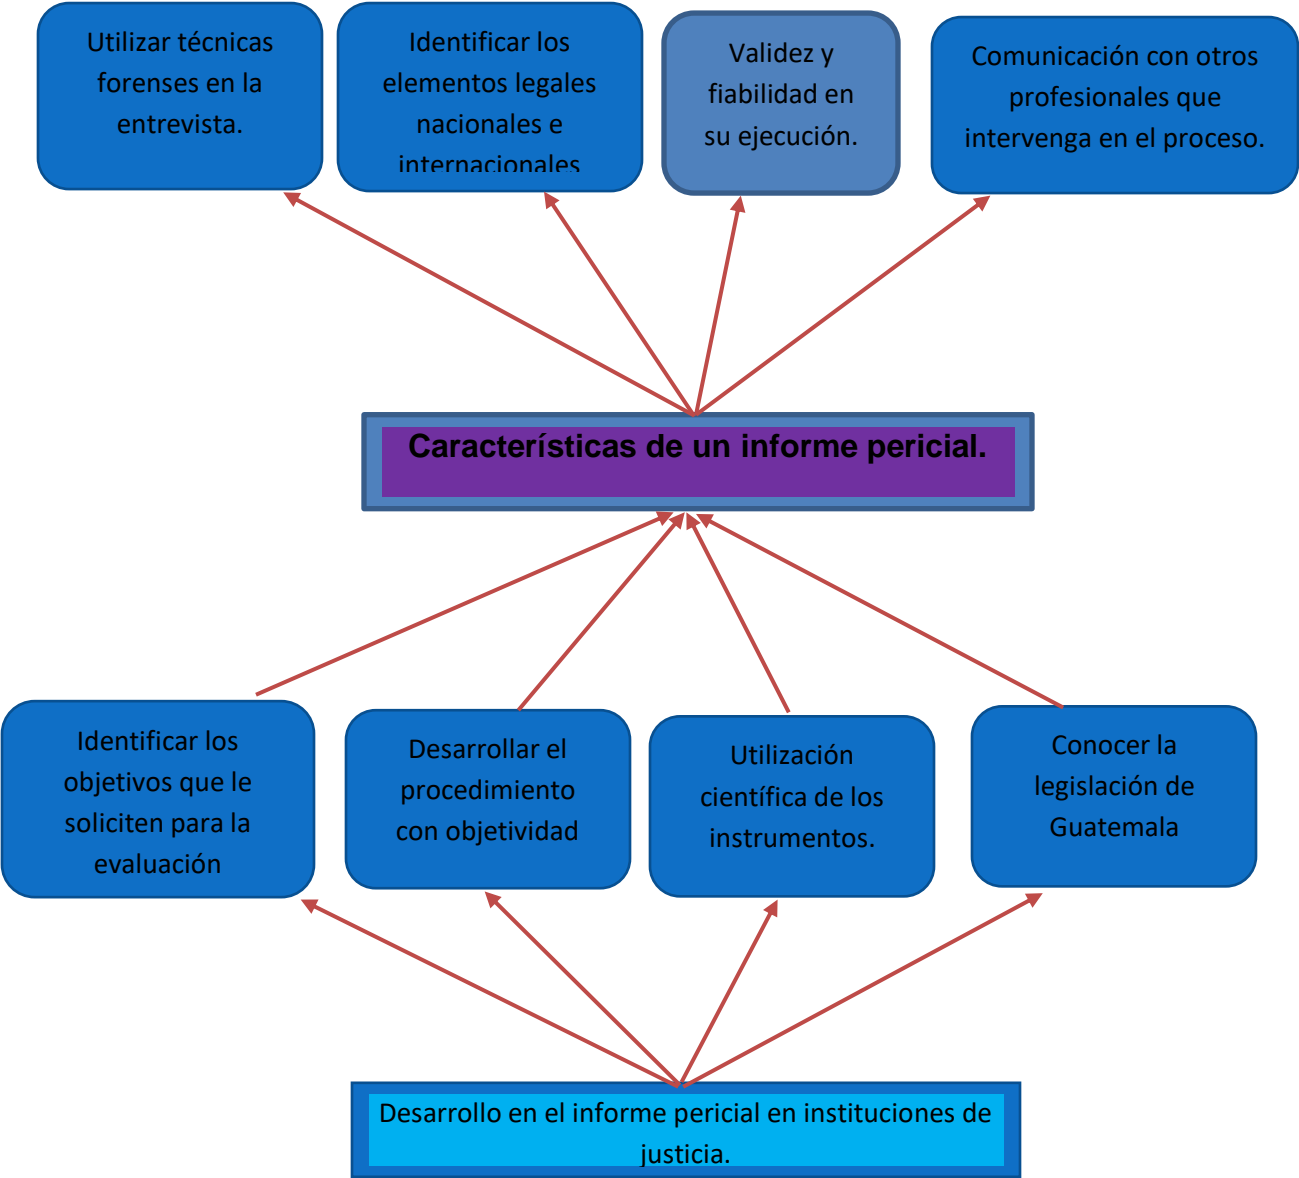 Utilizar técnicas
forenses en la
entrevista.
Identificar los
elementos legales
nacionales e
internacionales
Validez y
fiabilidad en
su ejecución.
Comunicación con otros
profesionales que
intervenga en el proceso.
Características de un informe pericial.
Identificar los
objetivos que le
soliciten para la
evaluación
Desarrollar el
procedimiento
con objetividad
Utilización
científica de los
instrumentos.
Conocer la
legislación de
Guatemala
Desarrollo en el informe pericial en instituciones de
justicia.